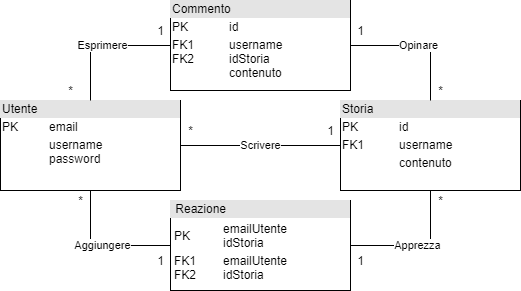 Commento
PK id
1 1
Esprimere FK1 username Opinare
FK2 idStoria
contenuto
* *
Utente Storia
PK email * 1 PK id
username Scrivere FK1 username
password contenuto
* *
Reazione
PK emailUtente
idStoria
Aggiungere Apprezza
1 FK1 emailUtente 1
FK2 idStoria